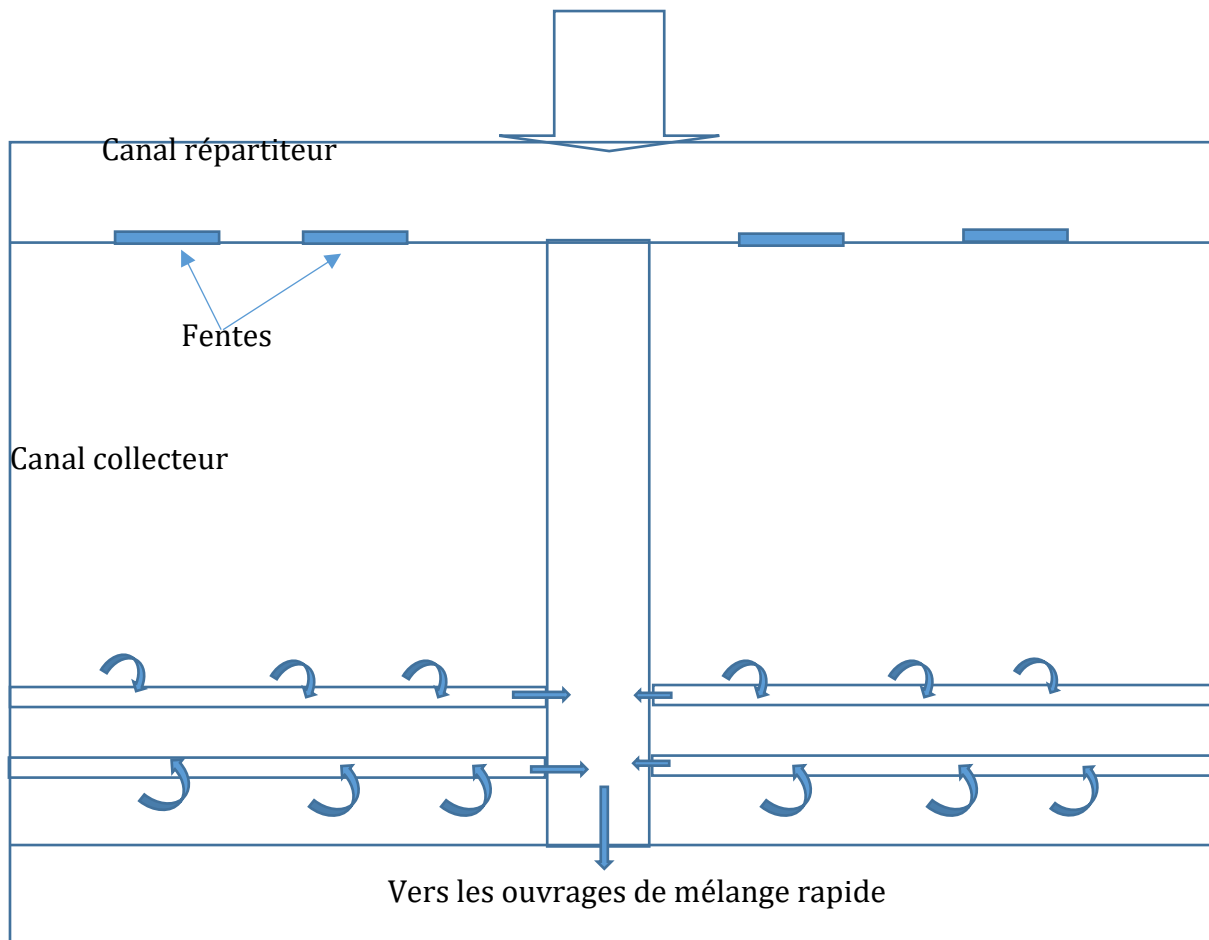 Canal répartiteur
Fentes
Canal collecteur
Vers les ouvrages de mélange rapide